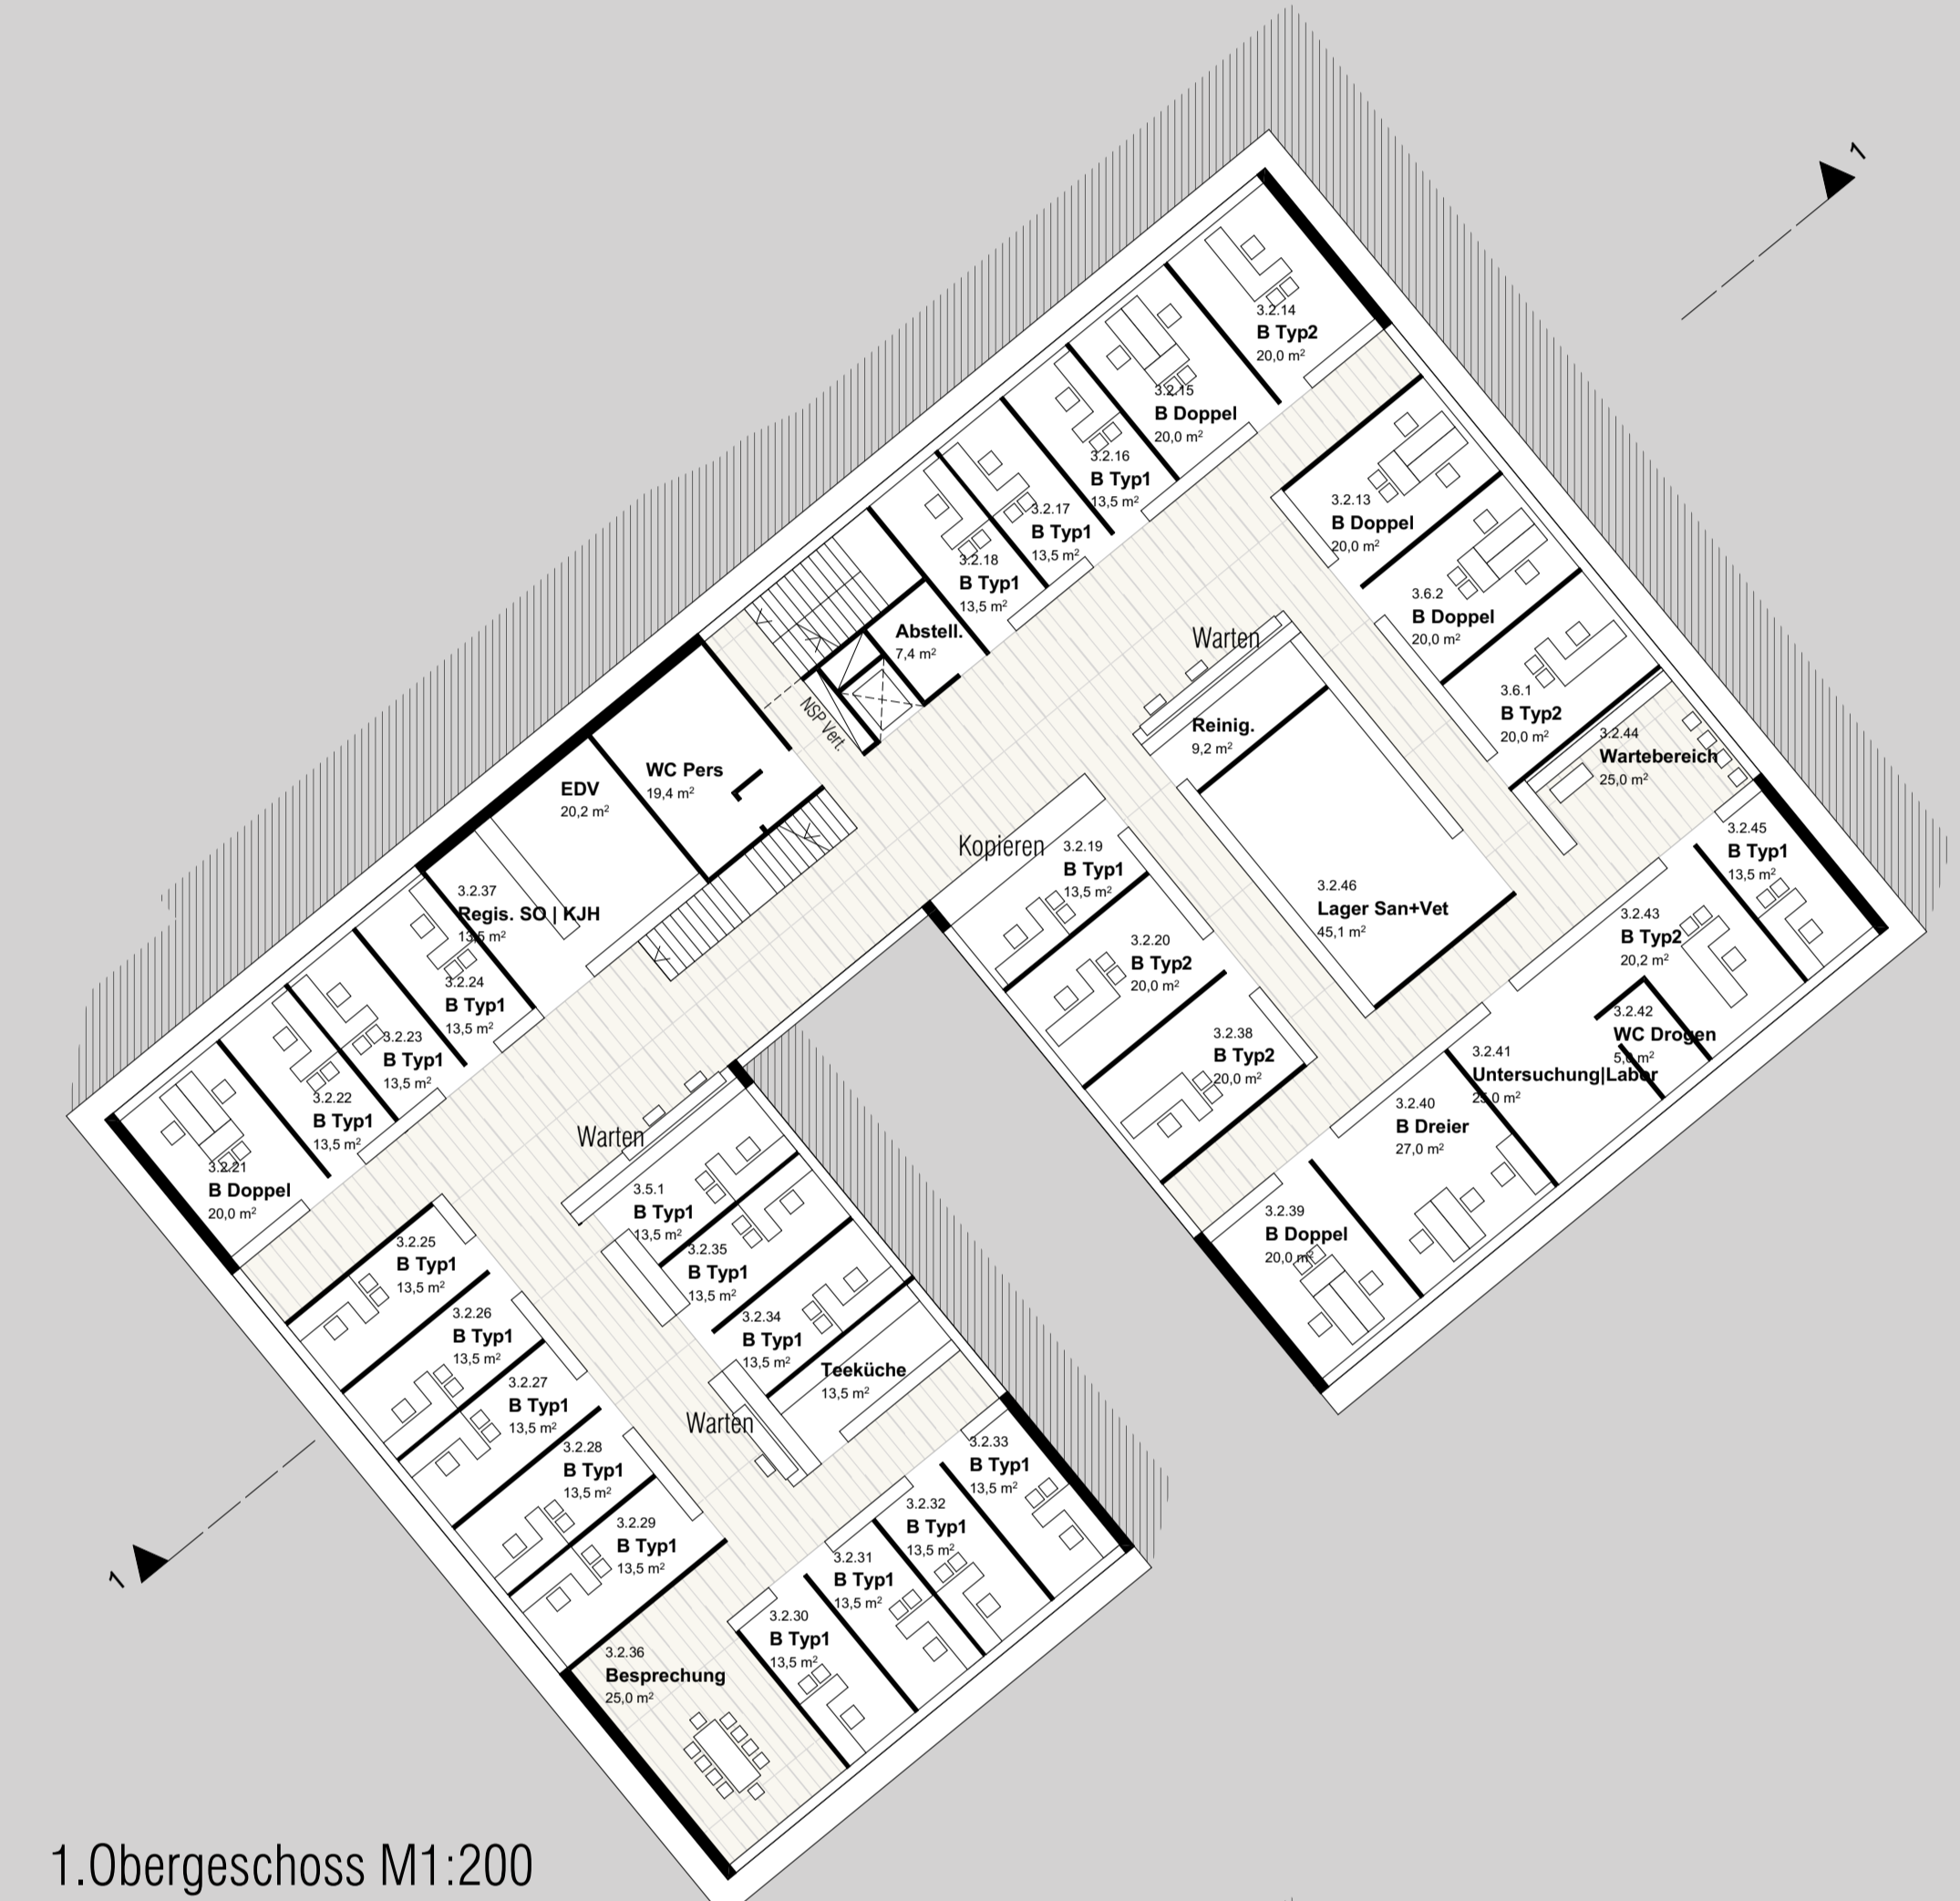 1
3.2.14
B Typ2
20,0 m²
3.2.15
B Doppel
20,0 m²
3.2.16
B Typ1
13,5 m²
3.2.17
B Typ1
13,5 m²
3.2.18
B Typ1
13,5 m²
Abstell.
7,4 m²
NSP Vert.
3.2.13
B Doppel
20,0 m²
3.6.2
B Doppel
20,0 m²
3.6.1
B Typ2
20,0 m²
3.2.44
Wartebereich
25,0 m²
Warten
Reinig.
9,2 m²
WC Pers
19,4 m²
EDV
20,2 m²
3.2.37
Regis. SO | KJH
13,5 m²
Kopieren
3.2.19
B Typ1
13,5 m²
3.2.20
B Typ2
20,0 m²
3.2.38
B Typ2
20,0 m²
3.2.46
Lager San+Vet
45,1 m²
3.2.45
B Typ1
13,5 m²
3.2.43
B Typ2
20,2 m²
3.2.42
WC Drogen
5,0 m²
3.2.41
Untersuchung|Labor
25,0 m²
3.2.40
B Dreier
27,0 m²
3.2.39
B Doppel
20,0 m²
3.2.24
B Typ1
13,5 m²
3.2.23
B Typ1
13,5 m²
3.2.22
B Typ1
13,5 m²
3.2.21
B Doppel
20,0 m²
Warten
3.5.1
B Typ1
13,5 m²
3.2.35
B Typ1
13,5 m²
3.2.34
B Typ1
13,5 m²
Teeküche
13,5 m²
Warten
3.2.25
B Typ1
13,5 m²
3.2.26
B Typ1
13,5 m²
3.2.27
B Typ1
13,5 m²
3.2.28
B Typ1
13,5 m²
3.2.29
B Typ1
13,5 m²
3.2.33
B Typ1
13,5 m²
3.2.32
B Typ1
13,5 m²
3.2.31
B Typ1
13,5 m²
3.2.30
B Typ1
13,5 m²
3.2.36
Besprechung
25,0 m²
1
1.Obergeschoss M1:200